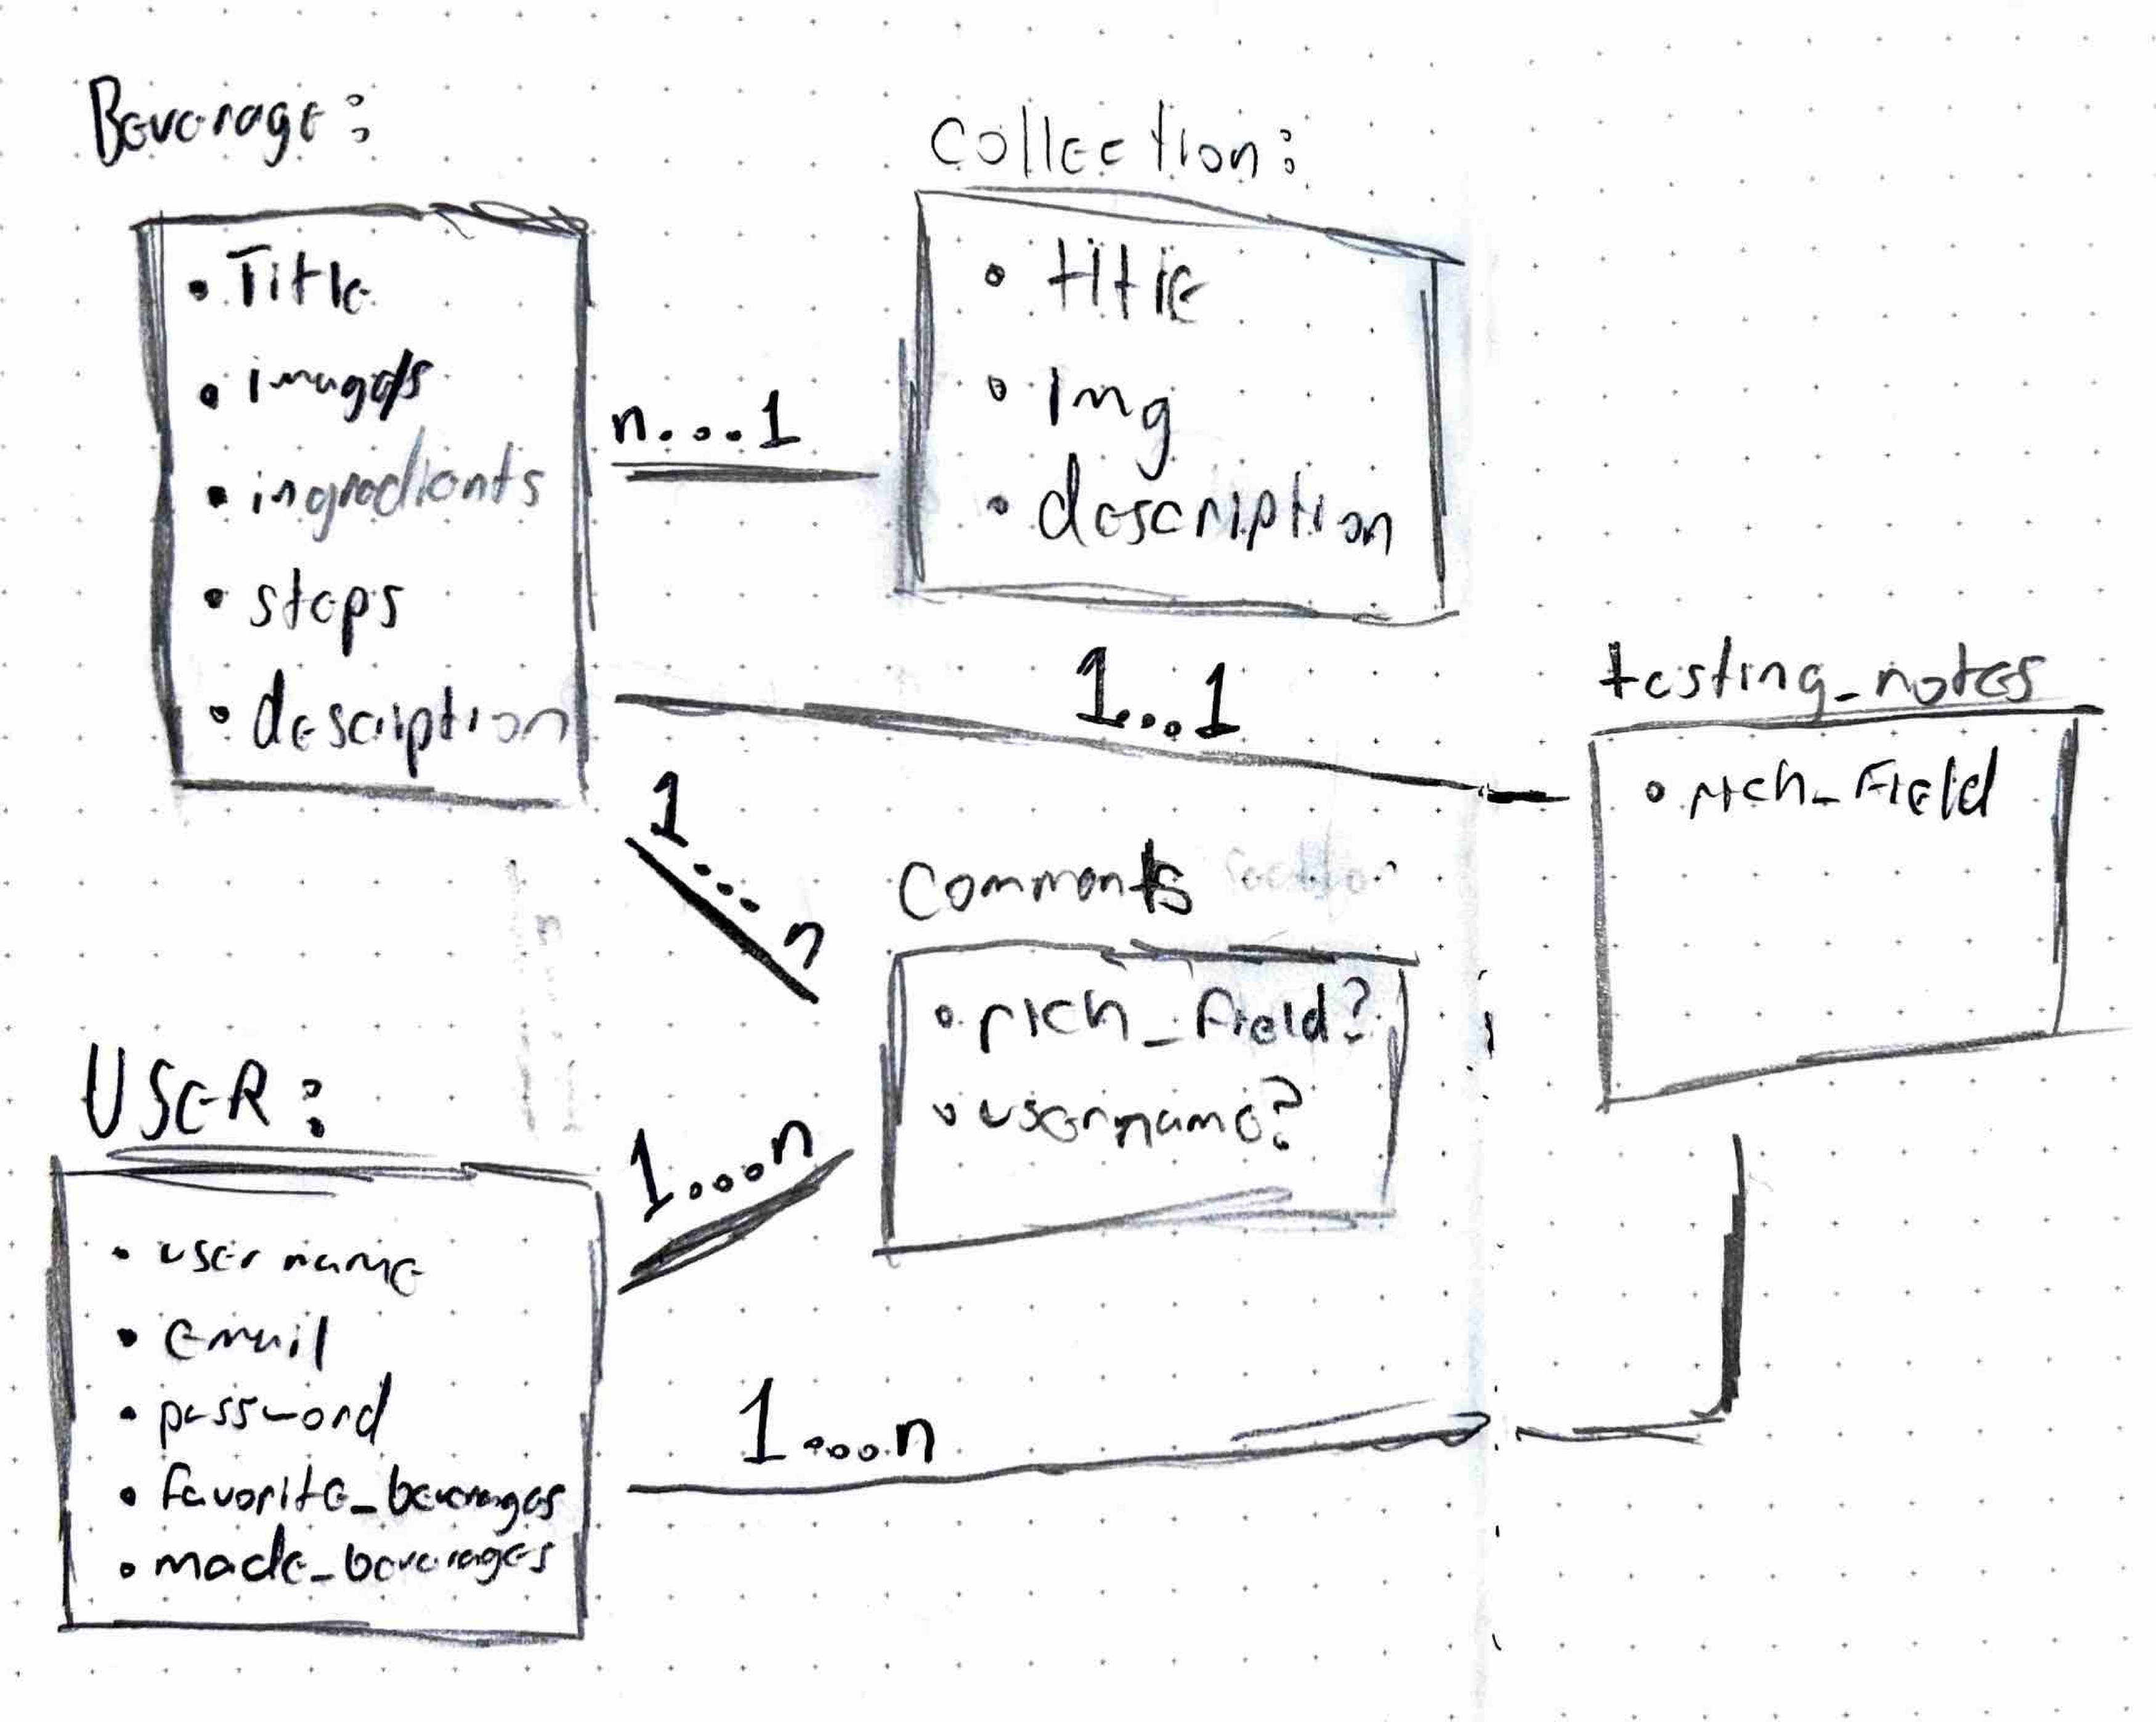 Beverage:
• Title
• images
• ingredients
• steps
• description
n...1
Collection:
• title
• Img
• description
1...1
testing_notes
• rich_field
1...n
Comments
• rich_field?
• username?
USER:
• username
• email
• password
• favorite_beverages
• made_beverages
1...n
1...n